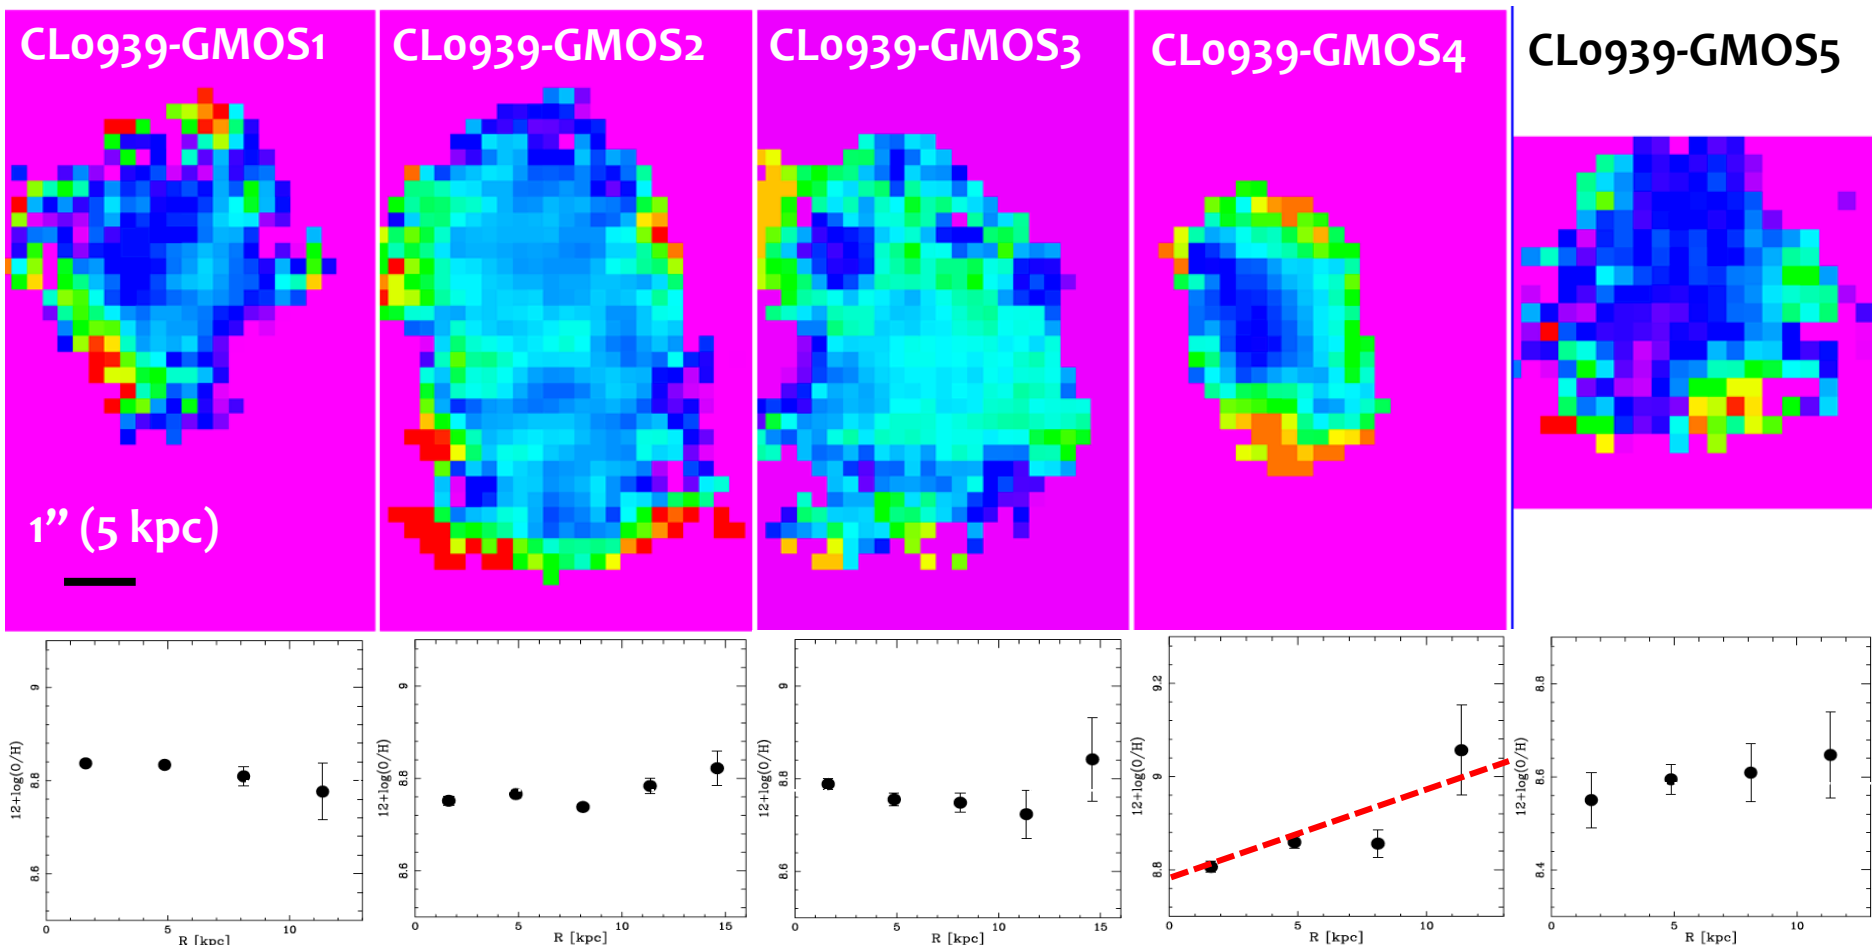 CL0939-GMOS1
CL0939-GMOS2
CL0939-GMOS3
CL0939-GMOS4
CL0939-GMOS5
1” (5 kpc)
12+log(O/H)
9
8.8
8.6
0
5
10
R [kpc]
12+log(O/H)
9
8.8
8.6
0
5
10
15
R [kpc]
12+log(O/H)
9
8.8
8.6
0
5
10
15
R [kpc]
12+log(O/H)
9.2
9
8.8
0
5
10
R [kpc]
12+log(O/H)
8.8
8.6
8.4
0
5
10
R [kpc]